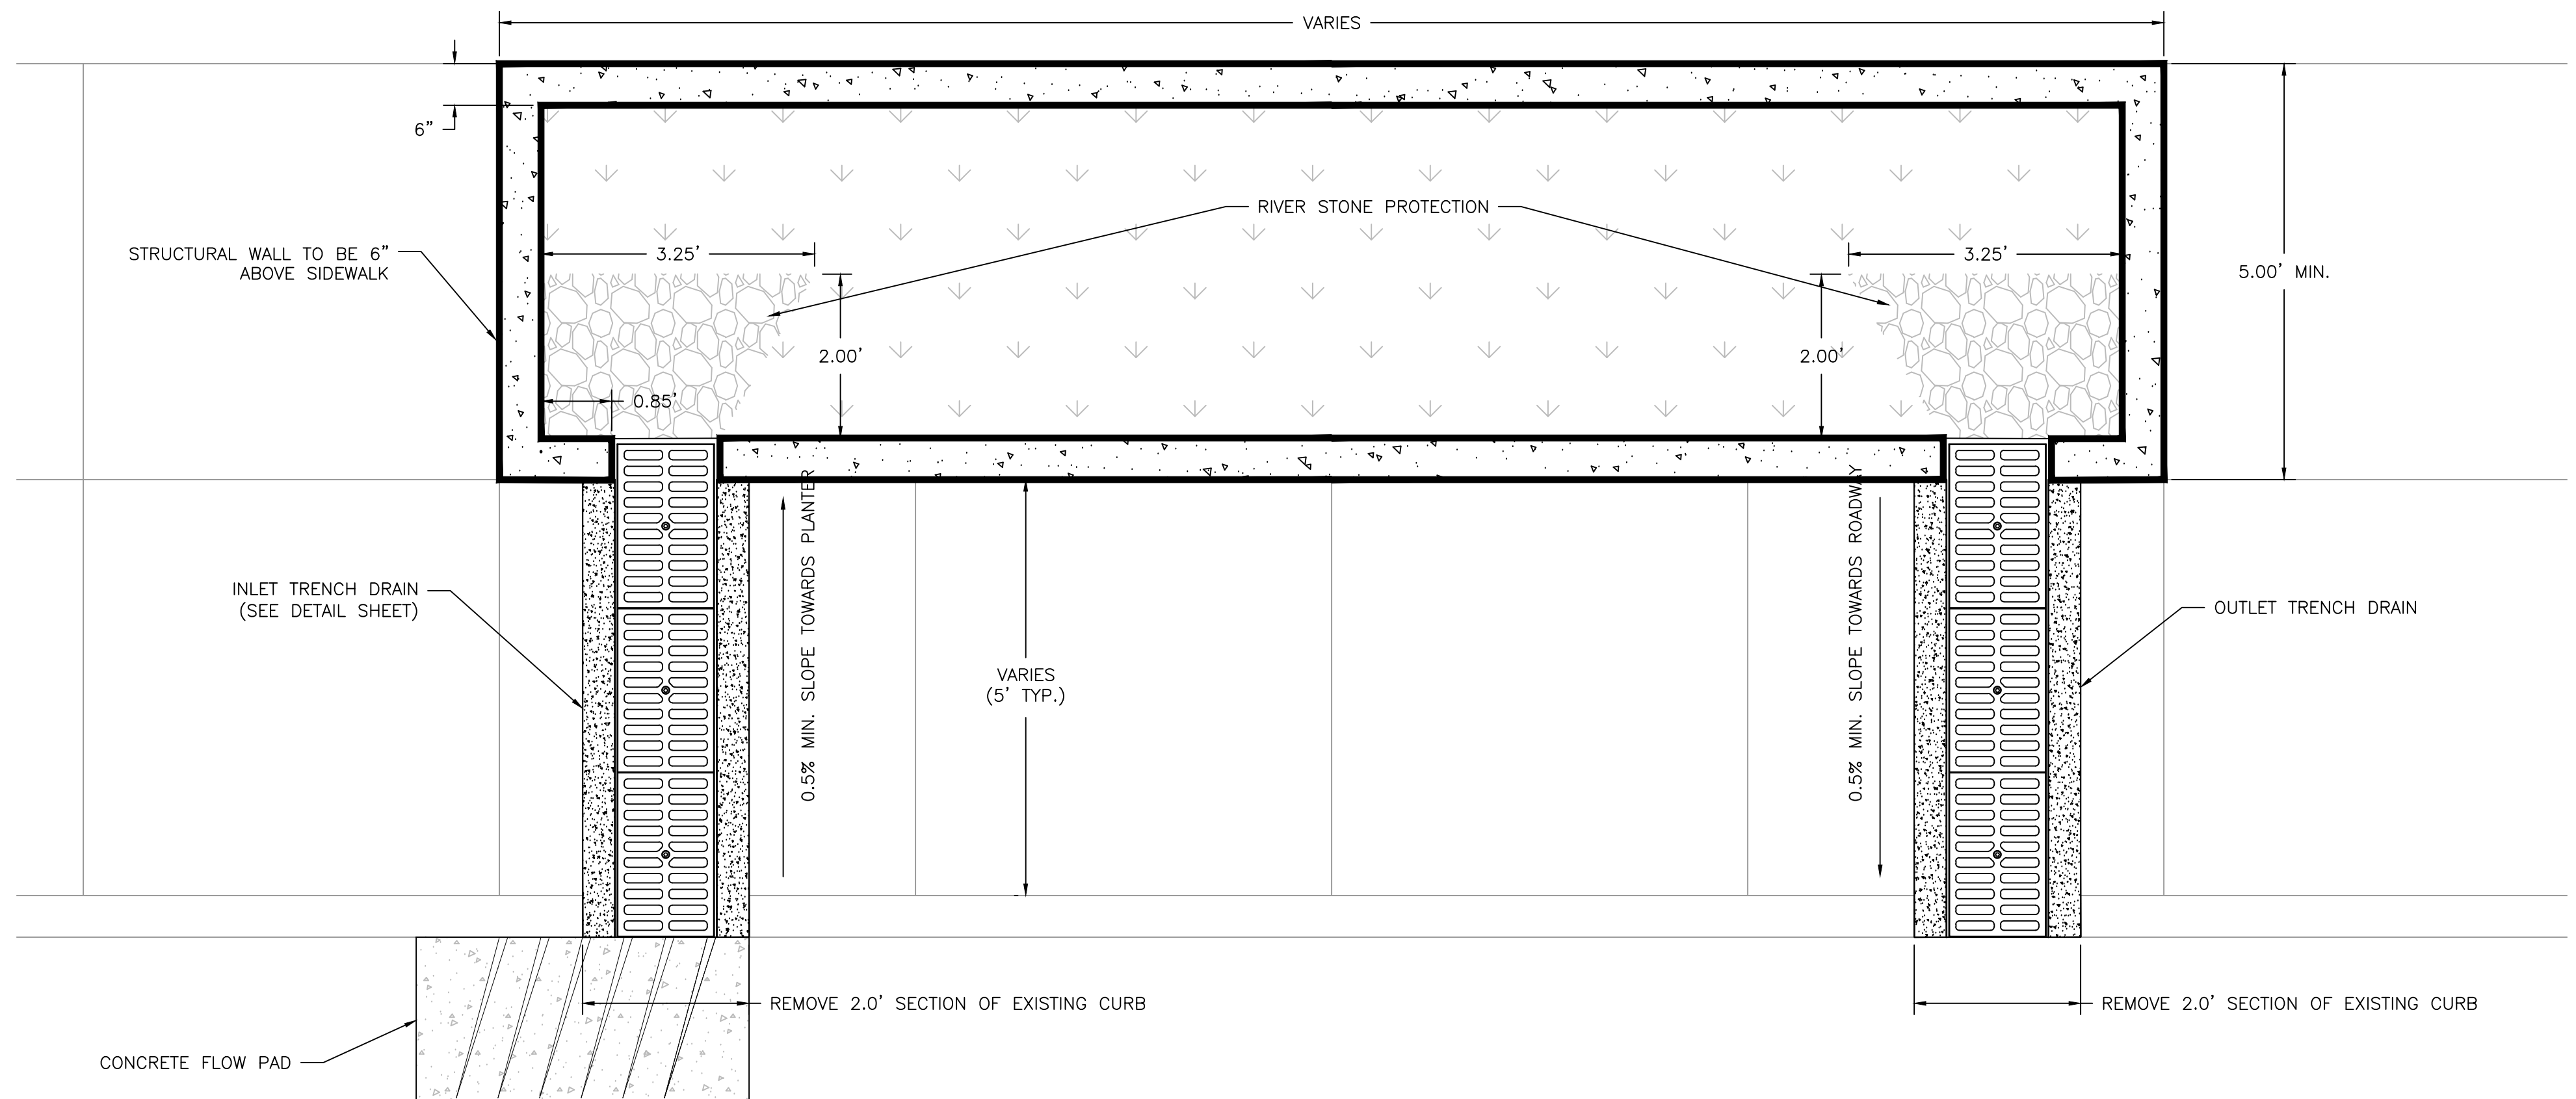 VARIES
6”
RIVER STONE PROTECTION
STRUCTURAL WALL TO BE 6”
ABOVE SIDEWALK
3.25’
3.25’
5.00’ MIN.
2.00’
2.00’
0.85’
INLET TRENCH DRAIN
(SEE DETAIL SHEET)
0.5% MIN. SLOPE TOWARDS PLANTER
VARIES
(5’ TYP.)
0.5% MIN. SLOPE TOWARDS ROADWAY
OUTLET TRENCH DRAIN
REMOVE 2.0’ SECTION OF EXISTING CURB
REMOVE 2.0’ SECTION OF EXISTING CURB
CONCRETE FLOW PAD